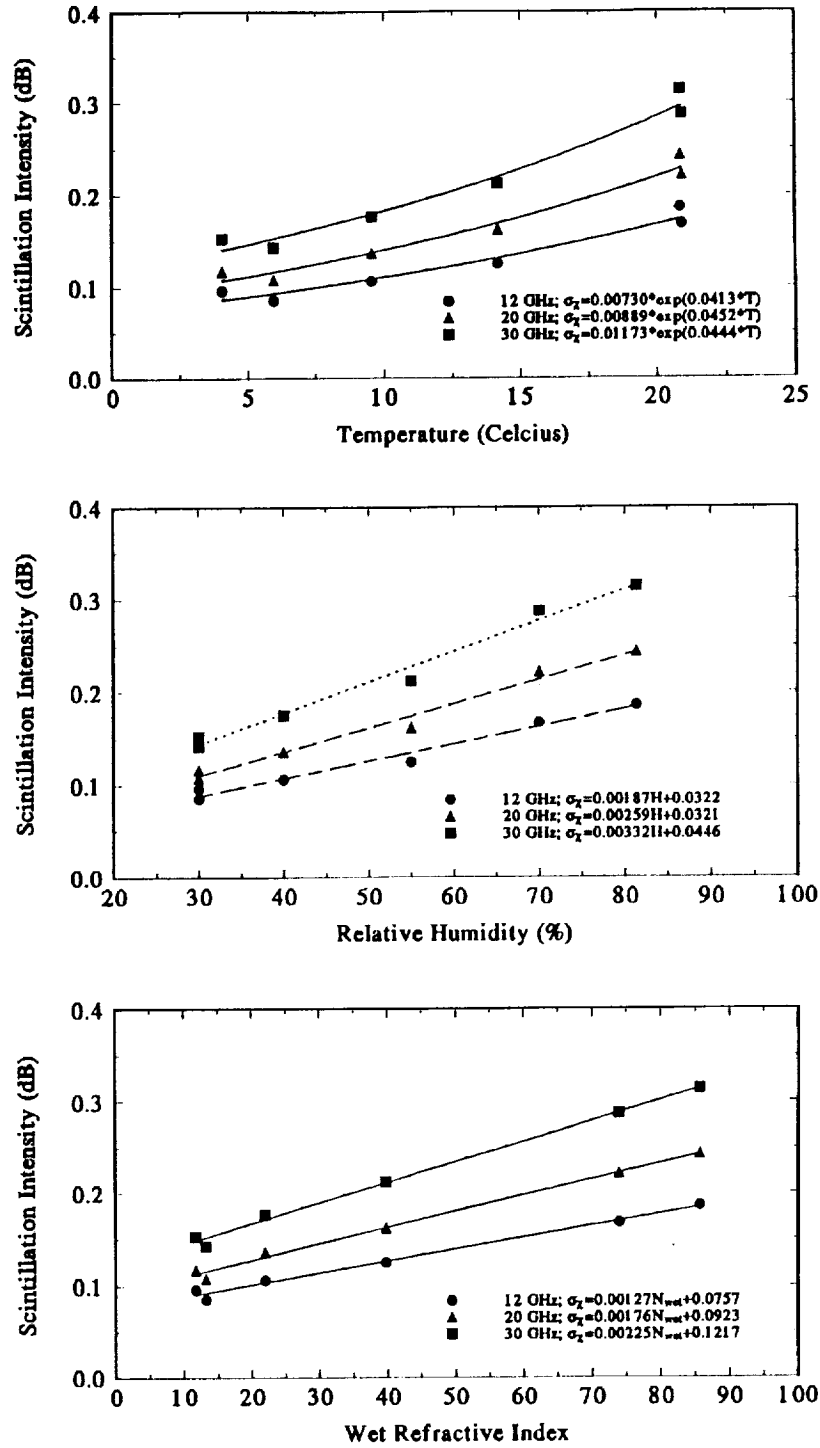 Scintillation Intensity (dB)
0.4
0.3
0.2
0.1
0.0
12 GHz; σχ=0.00730*exp(0.0413*T)
20 GHz; σχ=0.00889*exp(0.0452*T)
30 GHz; σχ=0.01173*exp(0.0444*T)
0 5 10 15 20 25
Temperature (Celcius)
Scintillation Intensity (dB)
0.4
0.3
0.2
0.1
0.0
12 GHz; σχ=0.00187H+0.0322
20 GHz; σχ=0.00259H+0.0321
30 GHz; σχ=0.00332H+0.0446
20 30 40 50 60 70 80 90 100
Relative Humidity (%)
Scintillation Intensity (dB)
0.4
0.3
0.2
0.1
0.0
12 GHz; σχ=0.00127Nwet+0.0757
20 GHz; σχ=0.00176Nwet+0.0923
30 GHz; σχ=0.00225Nwet+0.1217
0 10 20 30 40 50 60 70 80 90 100
Wet Refractive Index